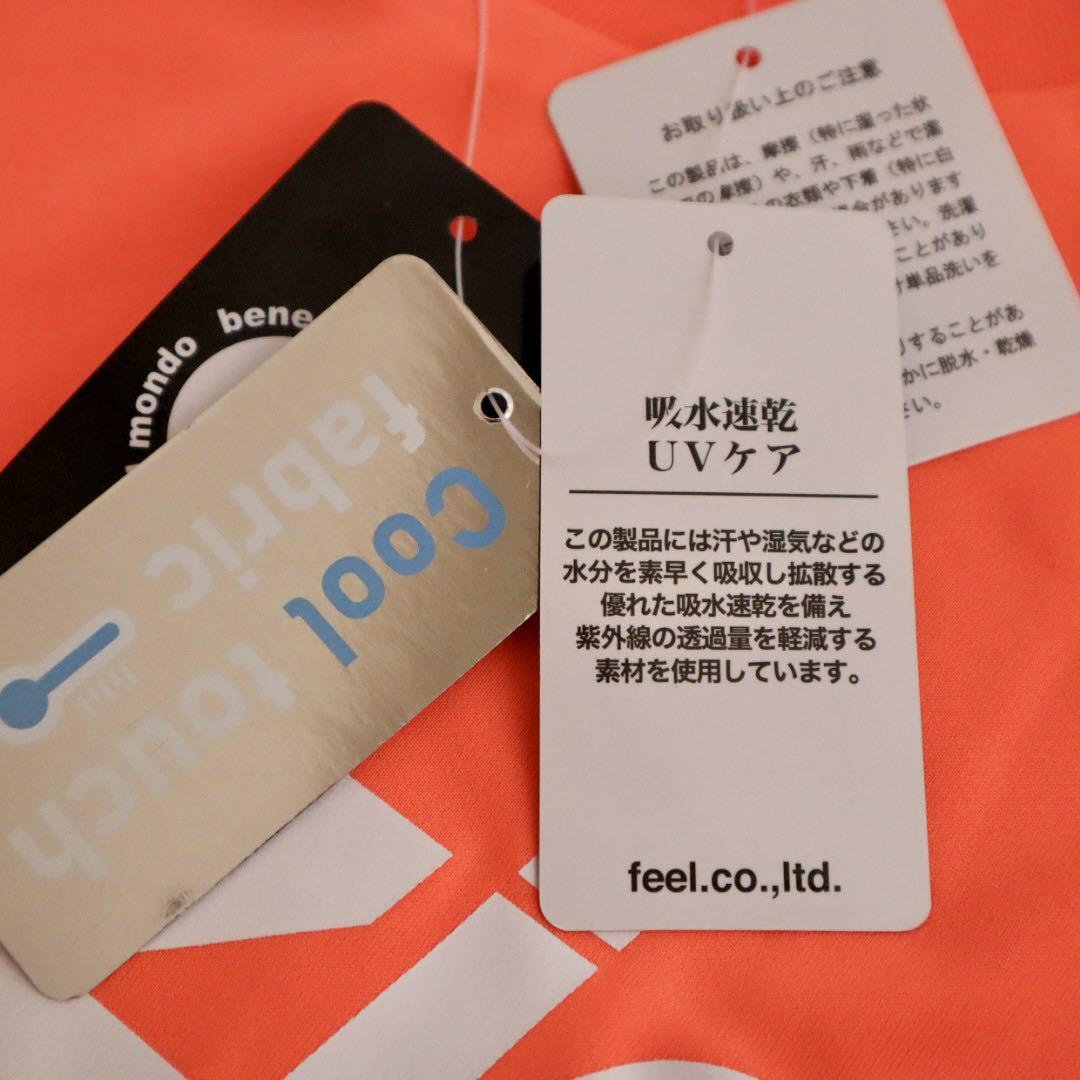 お取り扱い上のご注意
この製品は、摩擦（特に湿った状
の摩擦）や、汗、雨などで濡
の衣類や下着（特に白
合があります
さい。洗濯
ことがあり
単品洗いを
りすることがあ
かに脱水・乾燥
さい。
mondo bene
Cool touch
fabric
吸水速乾
UVケア
この製品には汗や湿気などの
水分を素早く吸収し拡散する
優れた吸水速乾を備え
紫外線の透過量を軽減する
素材を使用しています。
feel.co.,ltd.